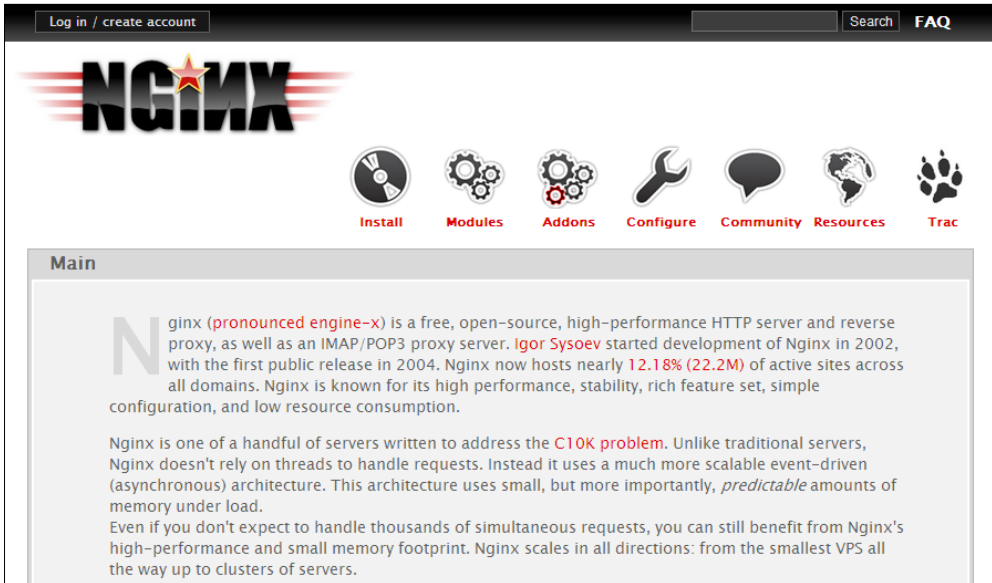 Log in / create account
Search FAQ
NGiNX
Install Modules Addons Configure Community Resources Trac
Main
Nginx (pronounced engine-x) is a free, open-source, high-performance HTTP server and reverse
proxy, as well as an IMAP/POP3 proxy server. Igor Sysoev started development of Nginx in 2002,
with the first public release in 2004. Nginx now hosts nearly 12.18% (22.2M) of active sites across
all domains. Nginx is known for its high performance, stability, rich feature set, simple
configuration, and low resource consumption.
Nginx is one of a handful of servers written to address the C10K problem. Unlike traditional servers,
Nginx doesn't rely on threads to handle requests. Instead it uses a much more scalable event-driven
(asynchronous) architecture. This architecture uses small, but more importantly, predictable amounts of
memory under load.
Even if you don't expect to handle thousands of simultaneous requests, you can still benefit from Nginx's
high-performance and small memory footprint. Nginx scales in all directions: from the smallest VPS all
the way up to clusters of servers.